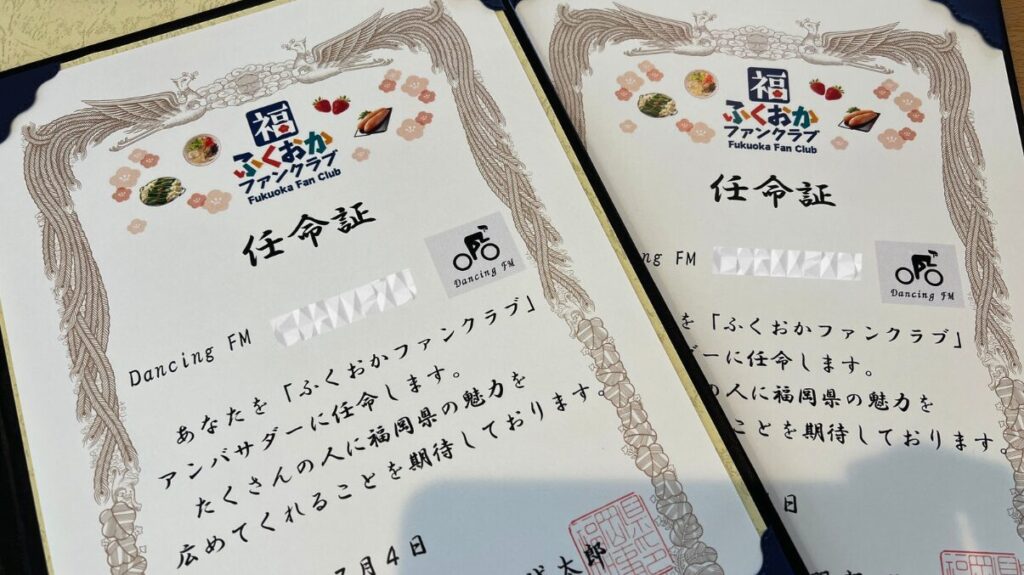 福
ふくおか
ファンクラブ
Fukuoka Fan Club
任命証
Dancing FM
Dancing FM
あなたを「ふくおかファンクラブ」
アンバサダーに任命します。
たくさんの人に福岡県の魅力を
広めてくれることを期待しております。
月4日
太郎
福
ふくおか
ファンクラブ
Fukuoka Fan Club
任命証
ng FM
Dancing FM
を「ふくおかファンクラブ」
ダーに任命します。
の人に福岡県の魅力を
ことを期待しております
日